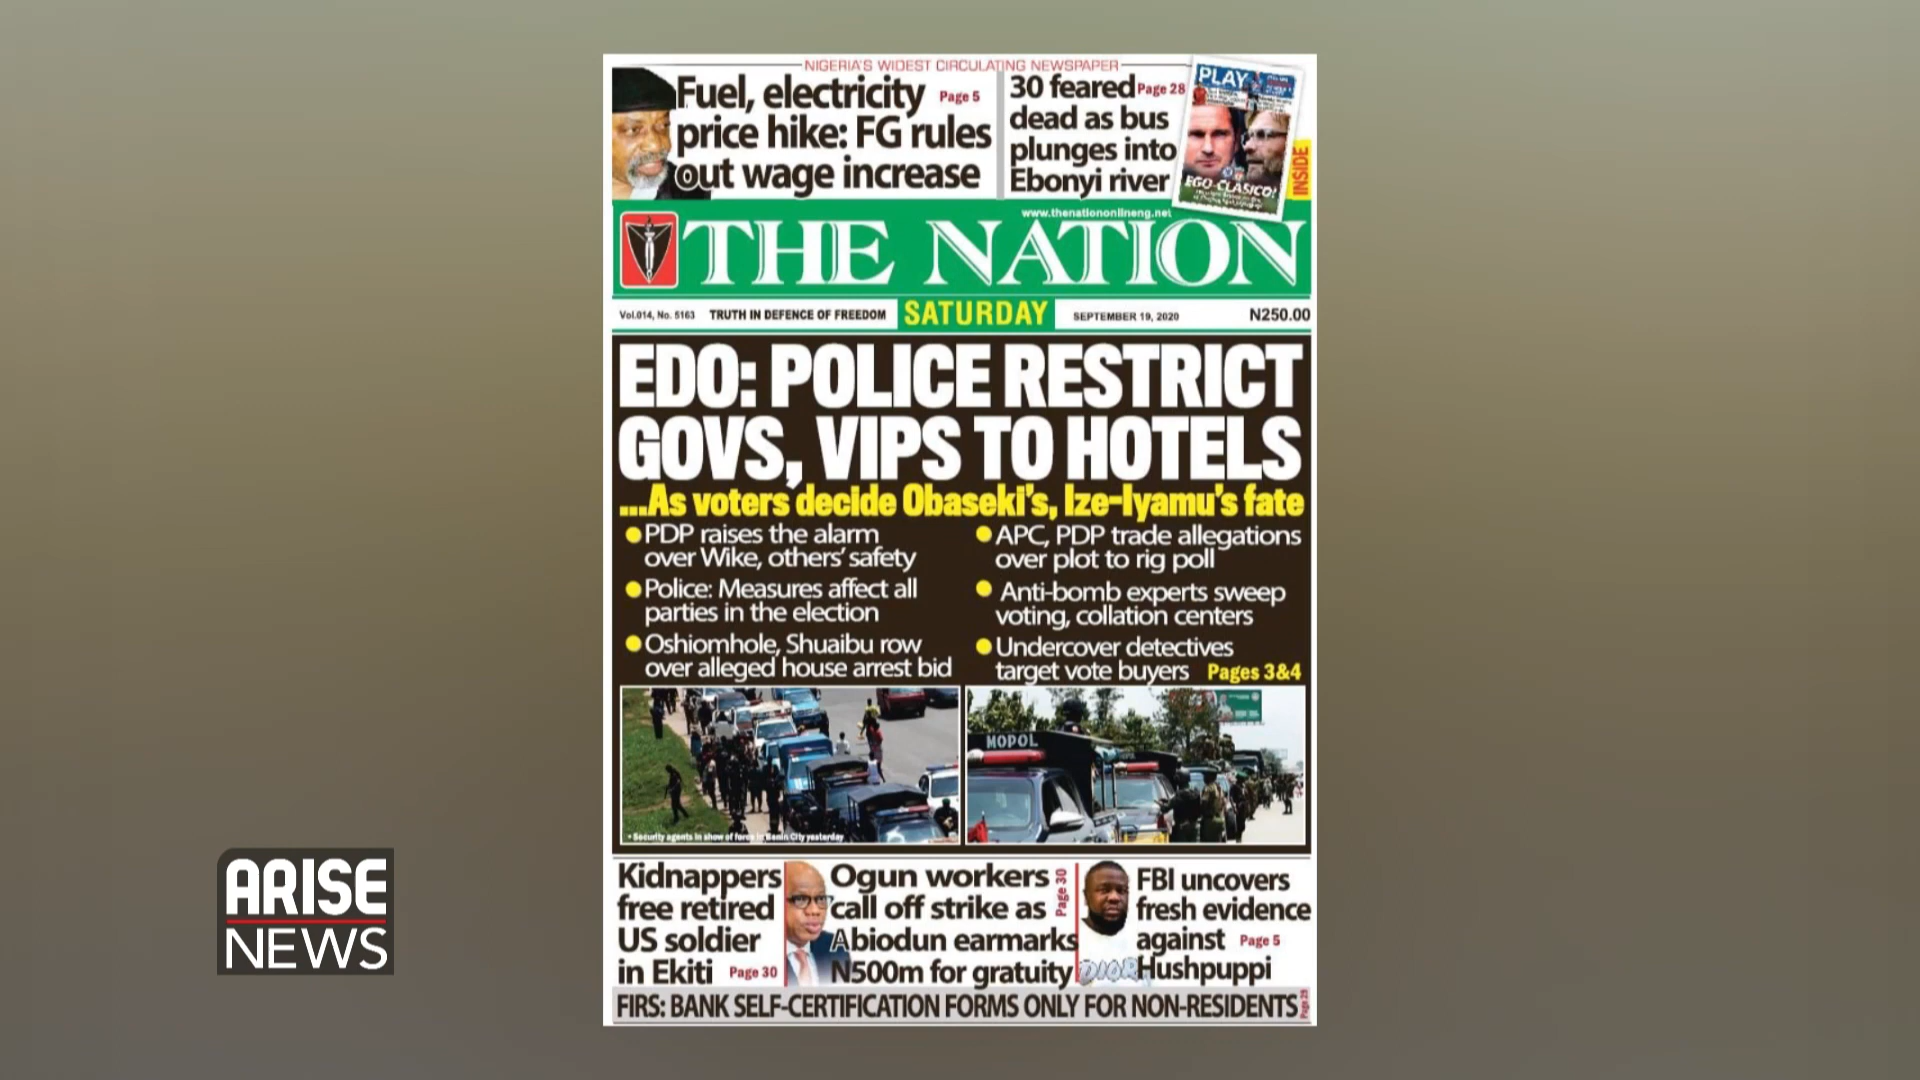 NIGERIA'S WIDEST CIRCULATING NEWSPAPER
Fuel, electricity
price hike: FG rules
out wage increase
Page 5
30 feared
dead as bus
plunges into
Ebonyi river
Page 28
PLAY
EGO-CLASICO!
INSIDE
www.thenationonlineng.net
THE NATION
Vol.014, No. 5163
TRUTH IN DEFENCE OF FREEDOM
SATURDAY
SEPTEMBER 19, 2020
N250.00
EDO: POLICE RESTRICT
GOVS, VIPS TO HOTELS
...As voters decide Obaseki's, Ize-Iyamu's fate
PDP raises the alarm
over Wike, others' safety
Police: Measures affect all
parties in the election
Oshiomhole, Shuaibu row
over alleged house arrest bid
APC, PDP trade allegations
over plot to rig poll
Anti-bomb experts sweep
voting, collation centers
Undercover detectives
target vote buyers Pages 3&4
MOPOL
• Security agents in show of force in Benin City yesterday
Kidnappers
free retired
US soldier
in Ekiti
Page 30
Ogun workers
call off strike as
Abiodun earmarks
N500m for gratuity
Page 30
DIOR
FBI uncovers
fresh evidence
against
Hushpuppi
Page 5
FIRS: BANK SELF-CERTIFICATION FORMS ONLY FOR NON-RESIDENTS
ARISE
NEWS